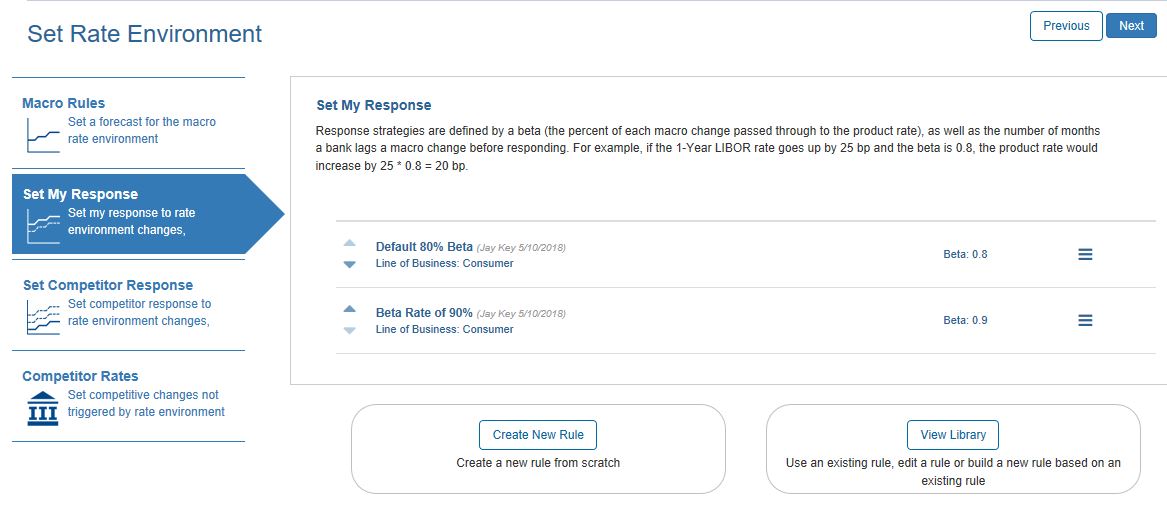 Set Rate Environment
Previous
Next
Macro Rules
Set a forecast for the macro
rate environment
Set My Response
Set my response to rate
environment changes,
Set Competitor Response
Set competitor response to
rate environment changes,
Competitor Rates
Set competitive changes not
triggered by rate environment
Set My Response
Response strategies are defined by a beta (the percent of each macro change passed through to the product rate), as well as the number of months
a bank lags a macro change before responding. For example, if the 1-Year LIBOR rate goes up by 25 bp and the beta is 0.8, the product rate would
increase by 25 * 0.8 = 20 bp.
Default 80% Beta (Jay Key 5/10/2018)
Line of Business: Consumer
Beta: 0.8
Beta Rate of 90% (Jay Key 5/10/2018)
Line of Business: Consumer
Beta: 0.9
Create New Rule
Create a new rule from scratch
View Library
Use an existing rule, edit a rule or build a new rule based on an
existing rule